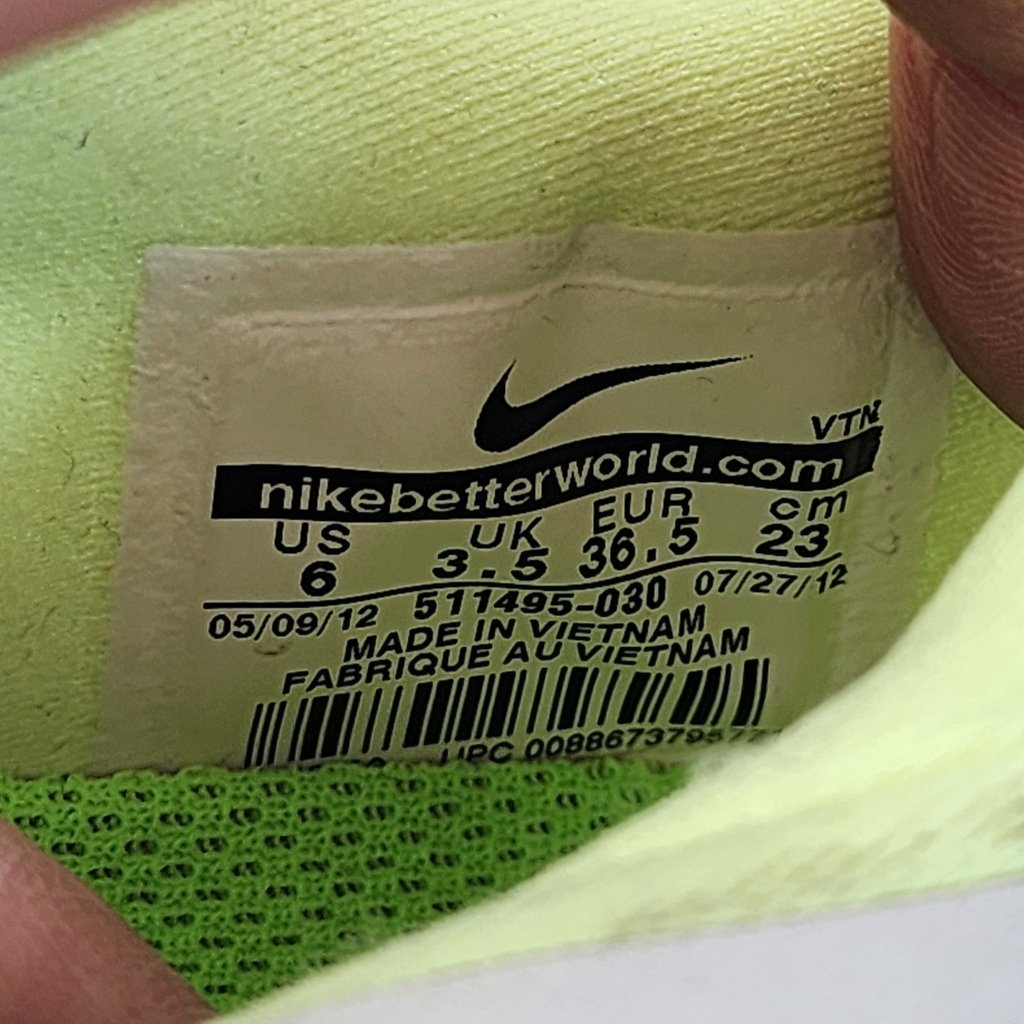 VTN
nikebetterworld.com
US UK EUR cm
6 3.5 36.5 23
05/09/12 511495-030 07/27/12
MADE IN VIETNAM
FABRIQUE AU VIETNAM
UPC